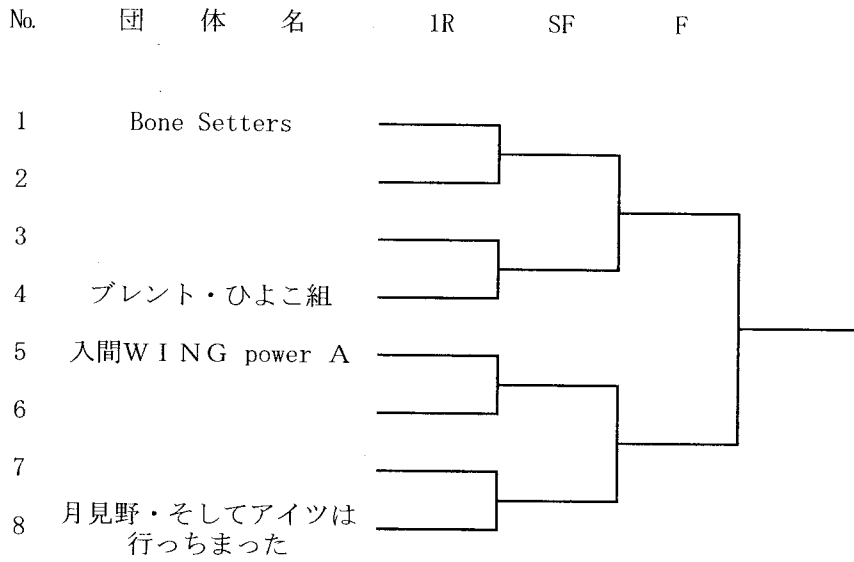 No. 団体名 1R SF F
1 Bone Setters
2
3
4 ブレント・ひよこ組
5 入間WING power A
6
7
8 月見野・そしてアイツは
行っちまった